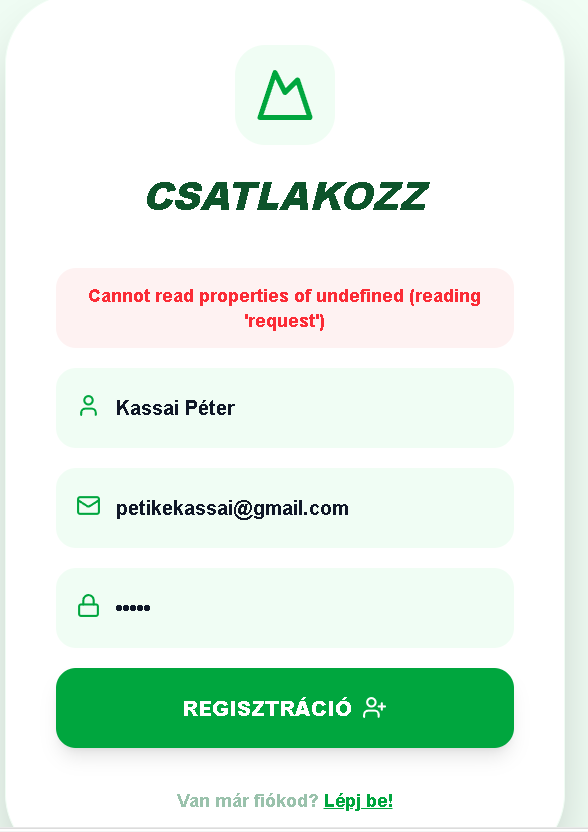 CSATLAKOZZ
Cannot read properties of undefined (reading
'request')
Kassai Péter
petikekassai@gmail.com
•••••
REGISZTRÁCIÓ
Van már fiókod? Lépj be!